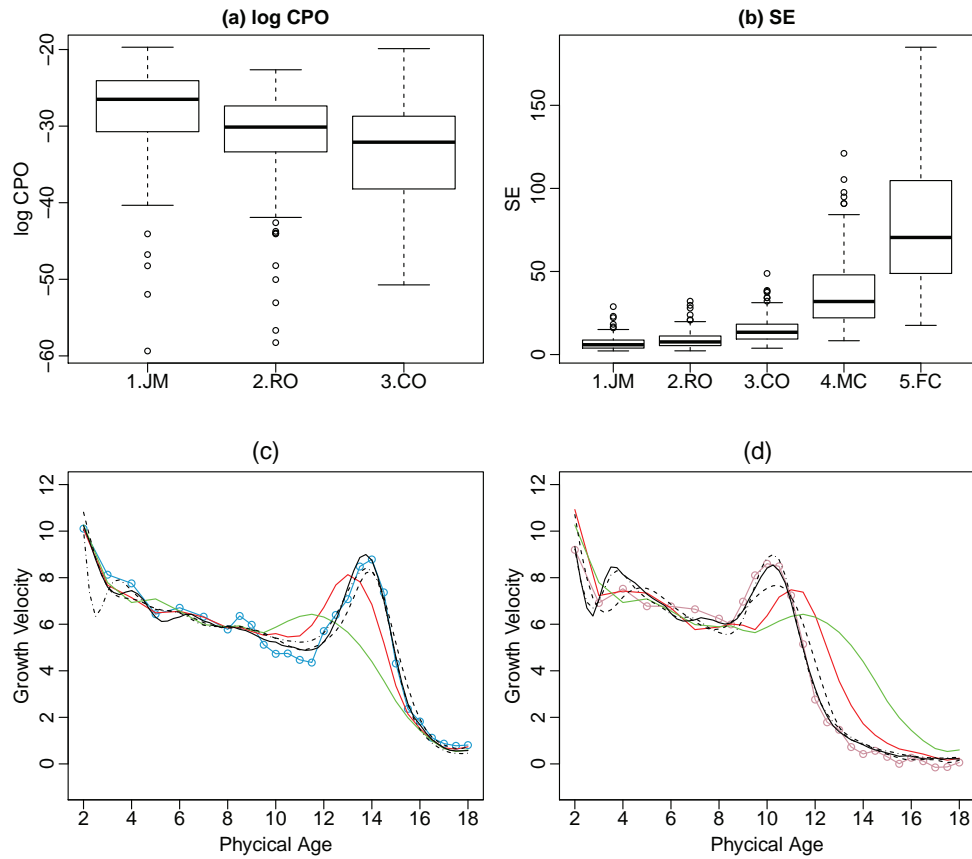 (a) log CPO
(b) SE
log CPO
−20
−30
−40
−50
−60
1.JM
2.RO
3.CO
SE
150
100
50
0
1.JM
2.RO
3.CO
4.MC
5.FC
(c)
(d)
Growth Velocity
12
10
8
6
4
2
0
2 4 6 8 10 12 14 16 18
Phycical Age
Growth Velocity
12
10
8
6
4
2
0
2 4 6 8 10 12 14 16 18
Phycical Age